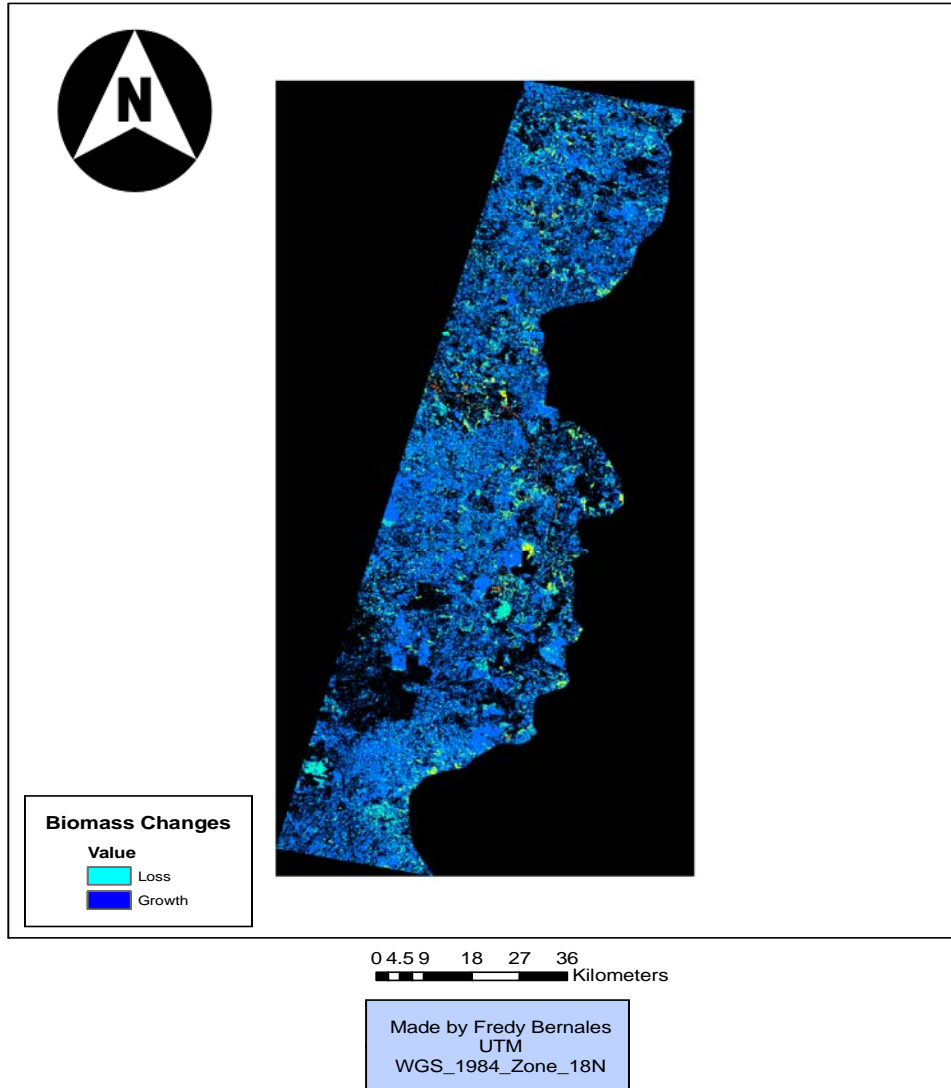 N
Biomass Changes
Value
Loss
Growth
0 4.5 9 18 27 36
Kilometers
Made by Fredy Bernales
UTM
WGS_1984_Zone_18N